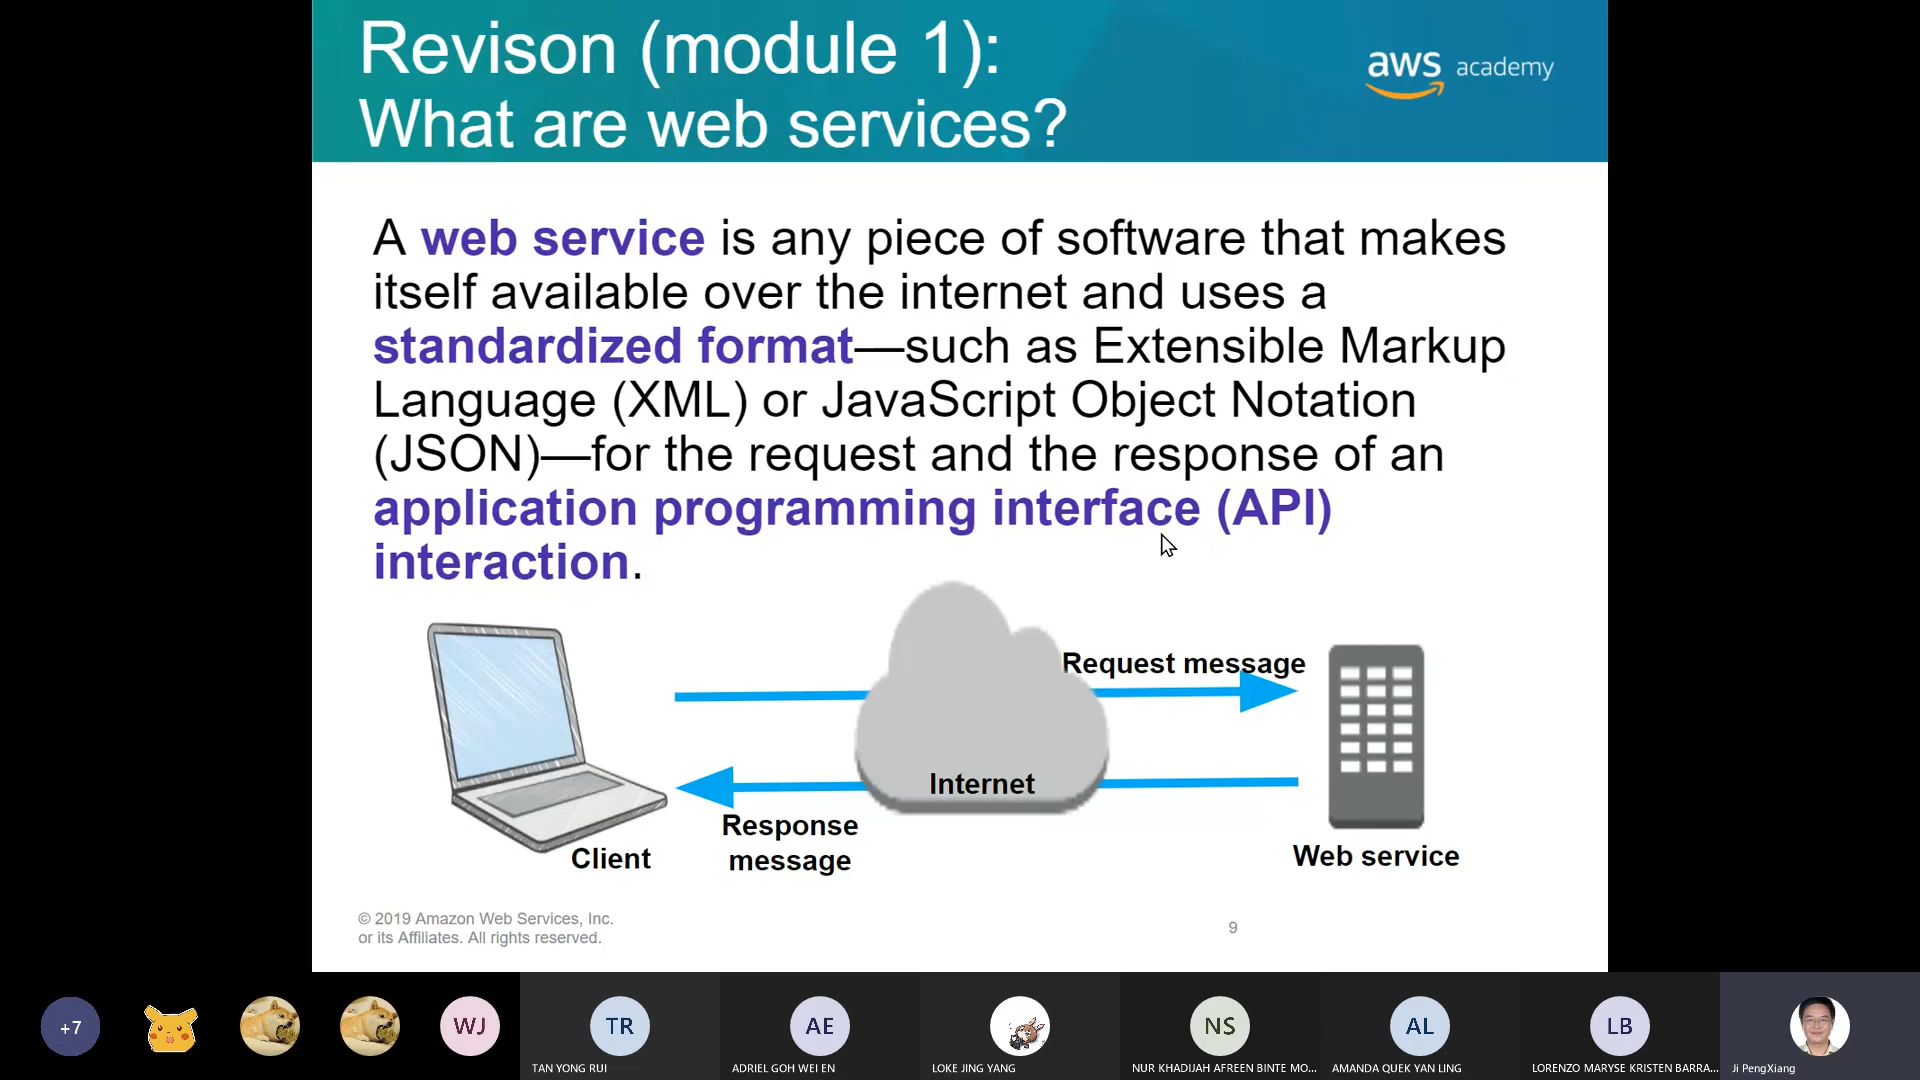 Revison (module 1):
What are web services?
aws academy
A web service is any piece of software that makes
itself available over the internet and uses a
standardized format—such as Extensible Markup
Language (XML) or JavaScript Object Notation
(JSON)—for the request and the response of an
application programming interface (API)
interaction.
Request message
Internet
Response
message
Client
Web service
© 2019 Amazon Web Services, Inc.
or its Affiliates. All rights reserved.
9
+7
WJ
TR
AE
NS
AL
LB
TAN YONG RUI
ADRIEL GOH WEI EN
LOKE JING YANG
NUR KHADIJAH AFREEN BINTE MO...
AMANDA QUEK YAN LING
LORENZO MARYSE KRISTEN BARRA...
Ji PengXiang